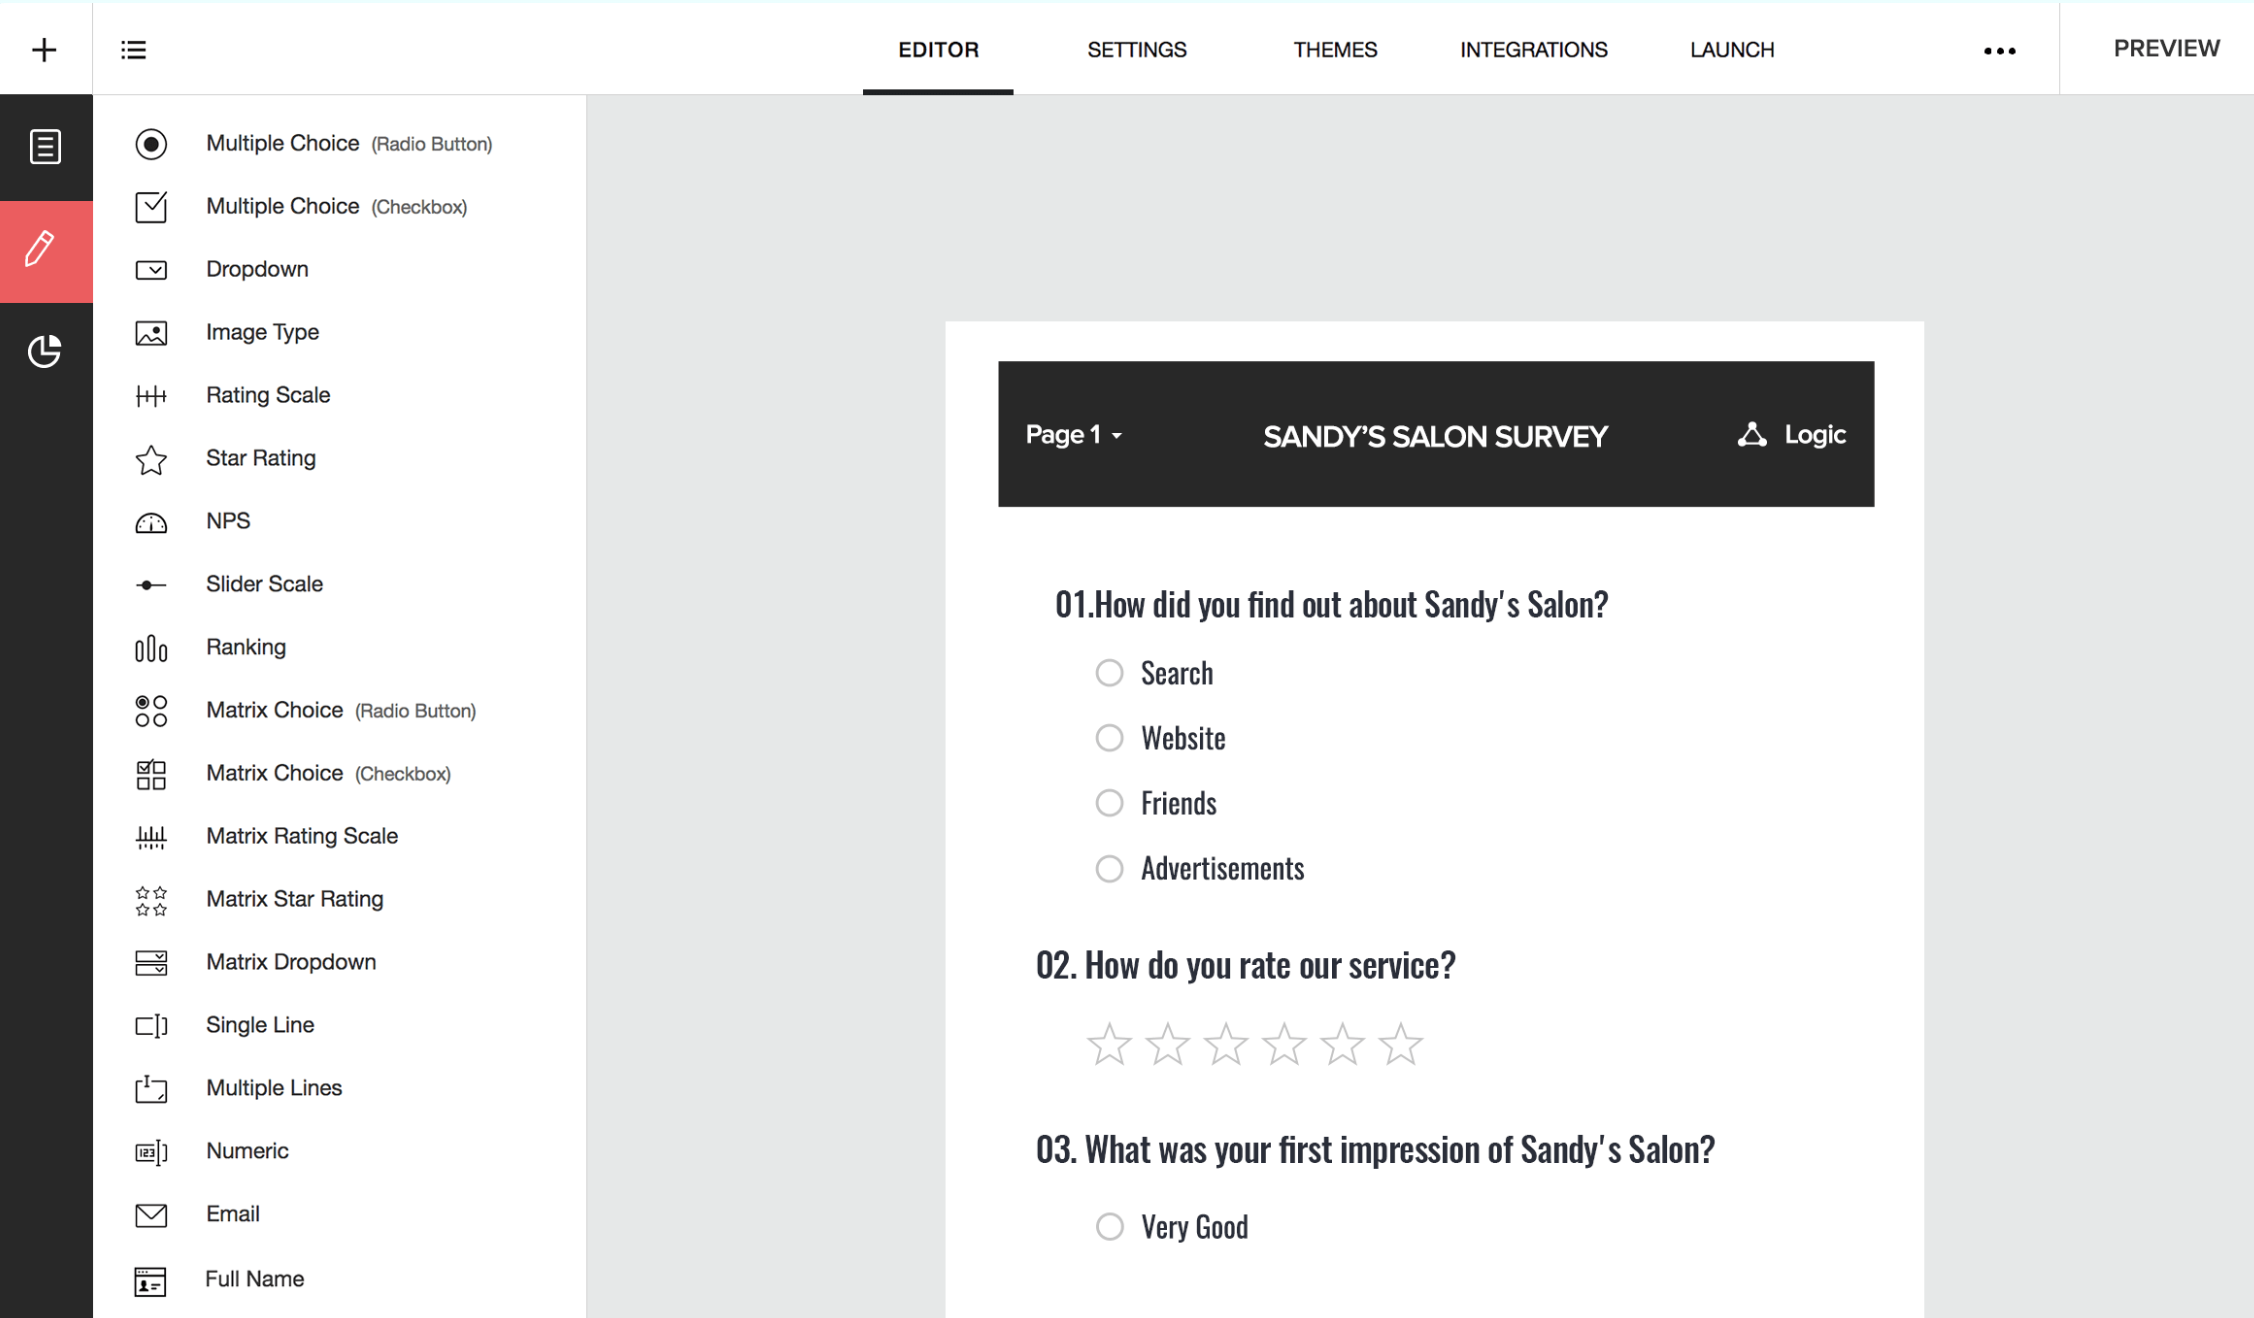 EDITOR SETTINGS THEMES INTEGRATIONS LAUNCH PREVIEW
Multiple Choice (Radio Button)
Multiple Choice (Checkbox)
Dropdown
Image Type
Rating Scale
Star Rating
NPS
Slider Scale
Ranking
Matrix Choice (Radio Button)
Matrix Choice (Checkbox)
Matrix Rating Scale
Matrix Star Rating
Matrix Dropdown
Single Line
Multiple Lines
123
Numeric
Email
Full Name
Page 1 SANDY’S SALON SURVEY Logic
01.How did you find out about Sandy's Salon?
Search
Website
Friends
Advertisements
02. How do you rate our service?
03. What was your first impression of Sandy's Salon?
Very Good